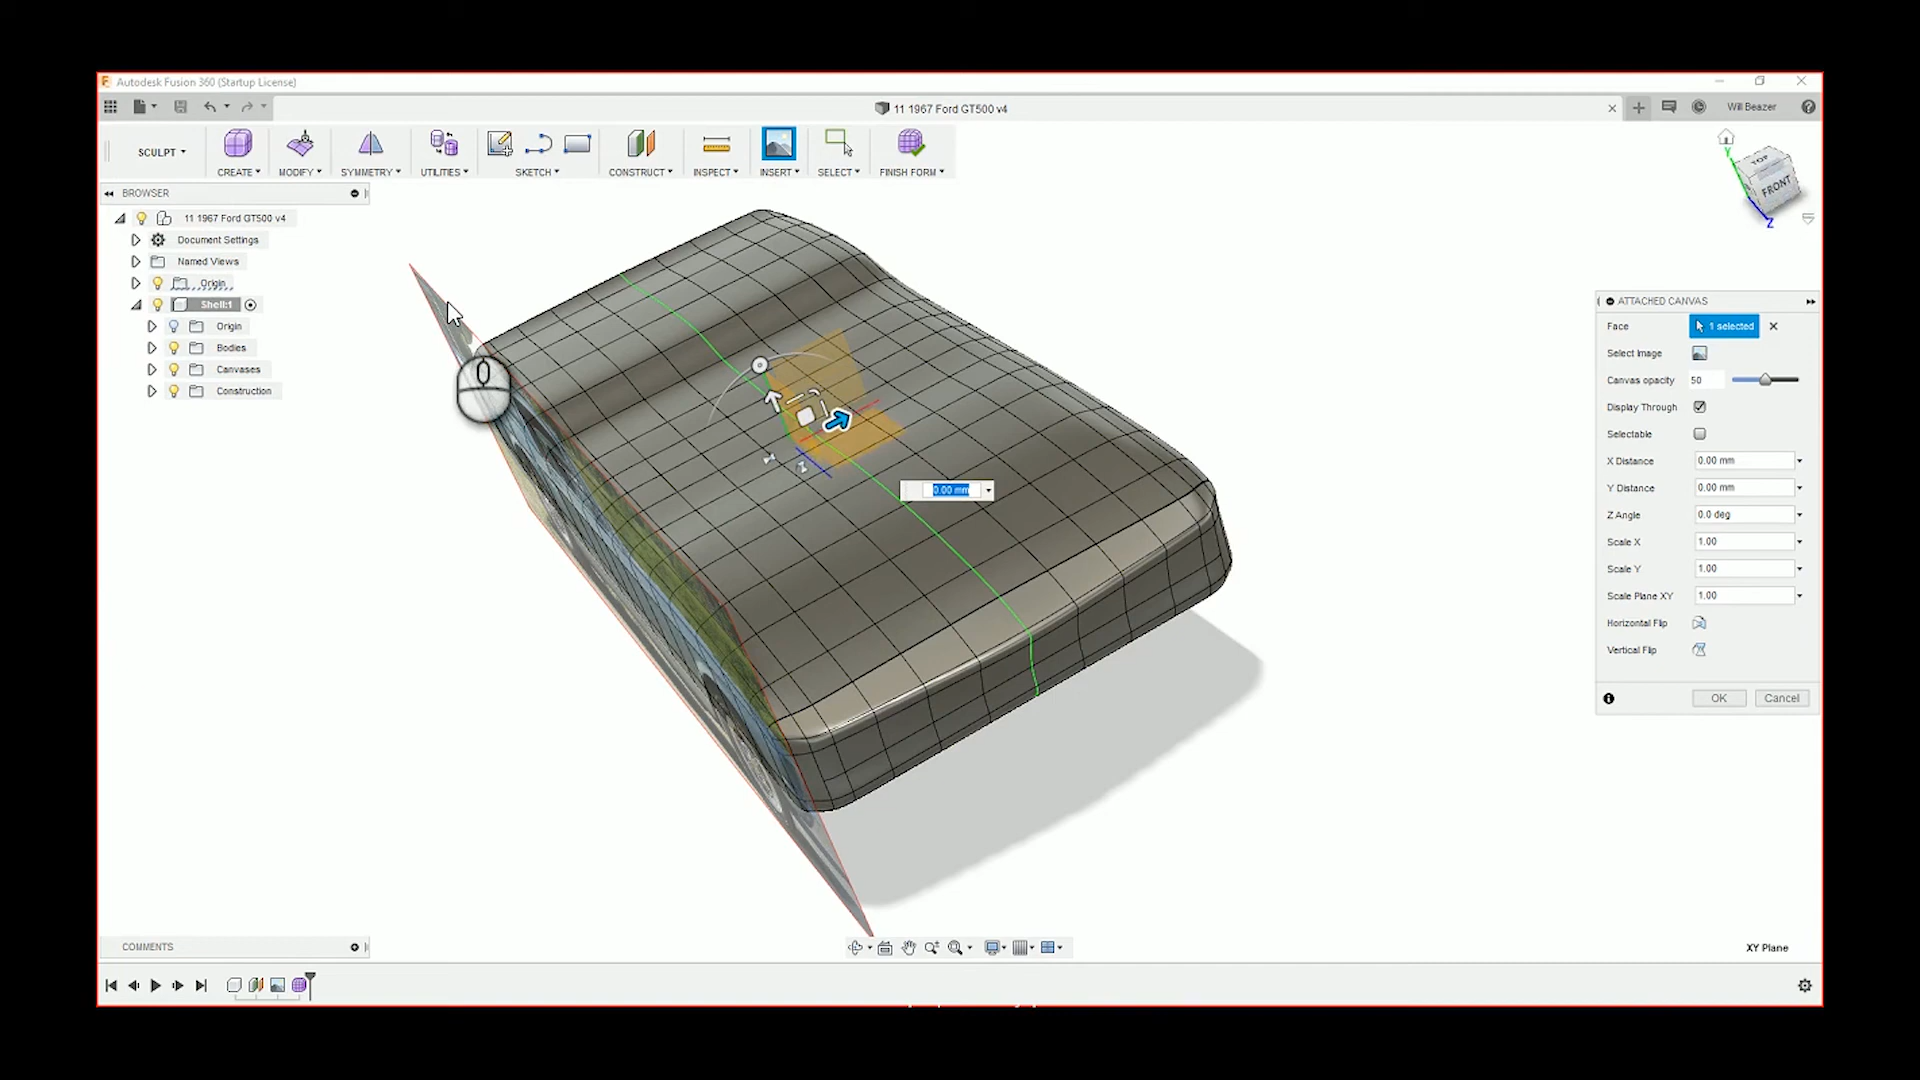 Autodesk Fusion 360 (Startup License)
11 1967 Ford GT500 v4
Will Beazer
SCULPT
CREATE
MODIFY
SYMMETRY
UTILITIES
SKETCH
CONSTRUCT
INSPECT
INSERT
SELECT
FINISH FORM
BROWSER
11 1967 Ford GT500 v4
Document Settings
Named Views
Origin
Shell:1
Origin
Bodies
Canvases
Construction
TOP
FRONT
Y
Z
0.00 mm
ATTACHED CANVAS
Face 1 selected
Select Image
Canvas opacity 50
Display Through
Selectable
X Distance 0.00 mm
Y Distance 0.00 mm
Z Angle 0.0 deg
Scale X 1.00
Scale Y 1.00
Scale Plane XY 1.00
Horizontal Flip
Vertical Flip
OK Cancel
COMMENTS
XY Plane